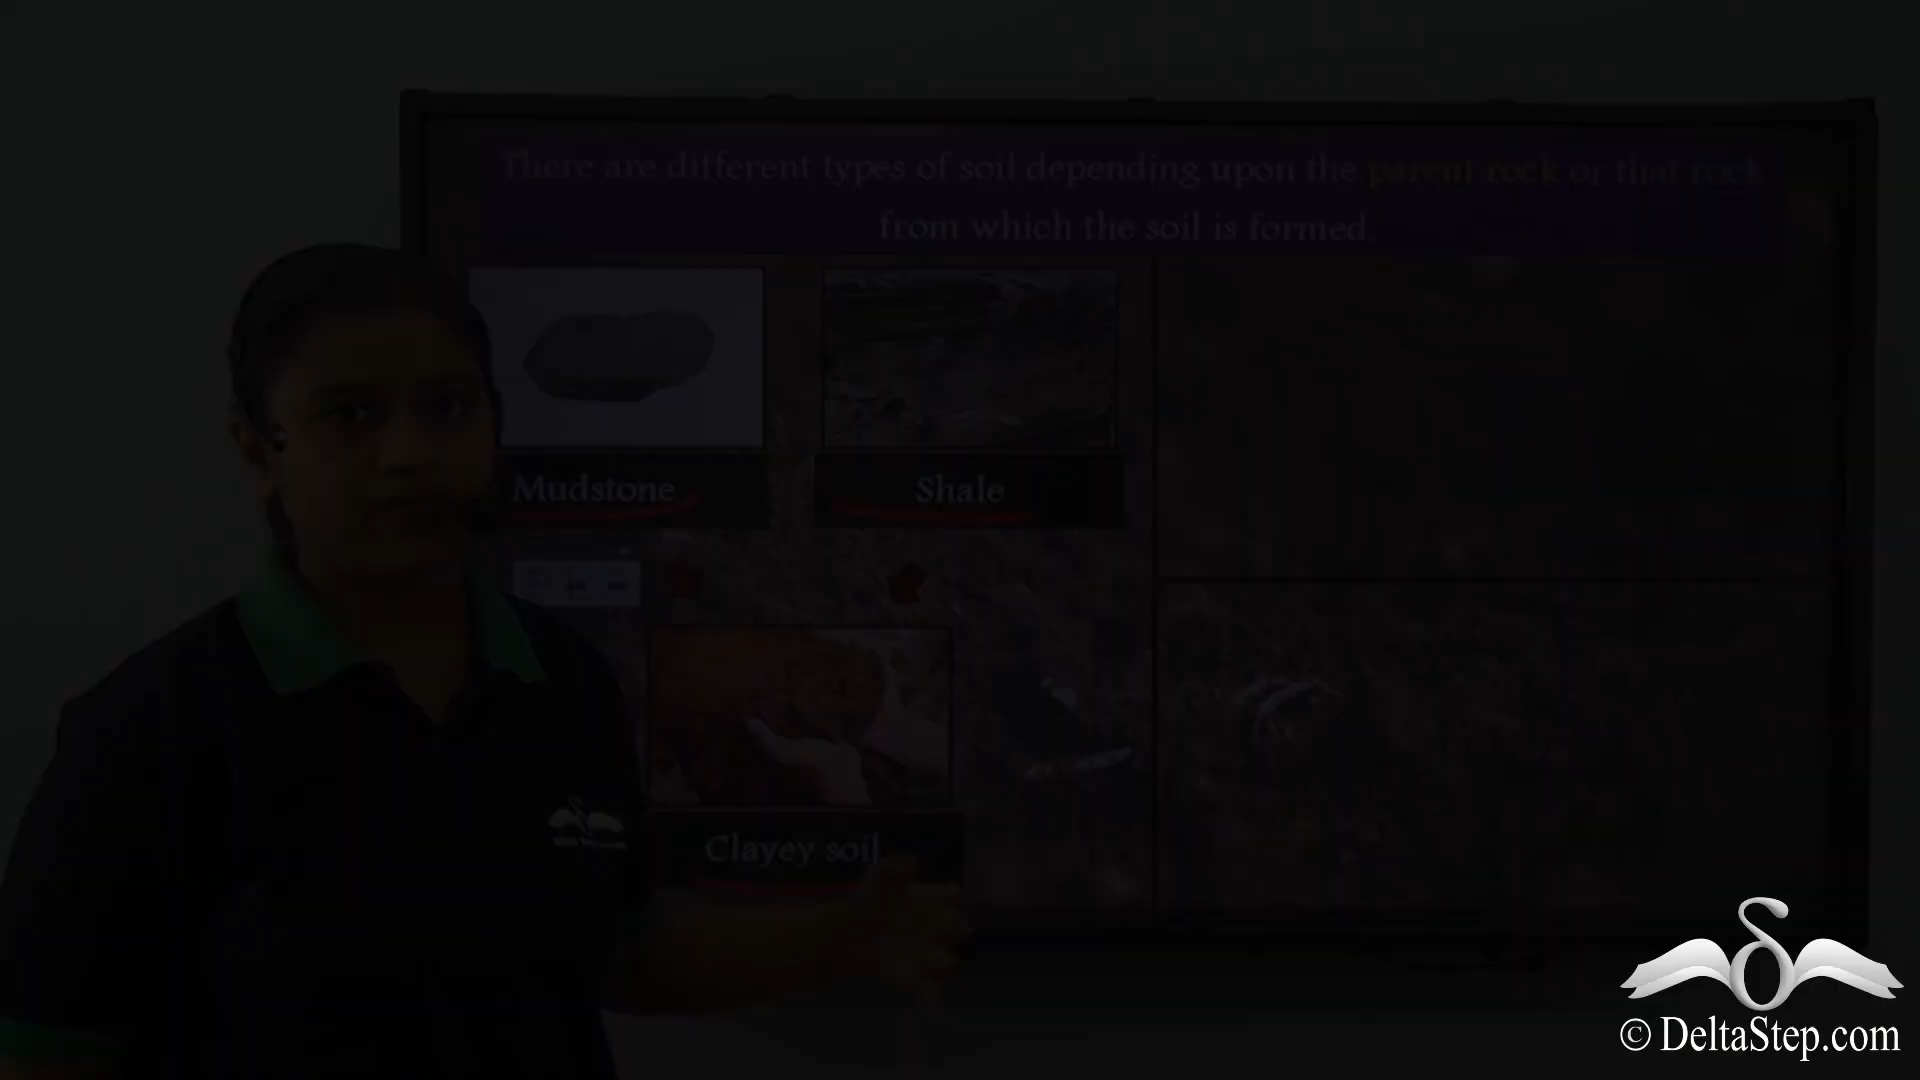 There are different types of soil depending upon the parent rock or that rock
from which the soil is formed.
Mudstone
Shale
Clayey soil
© DeltaStep.com